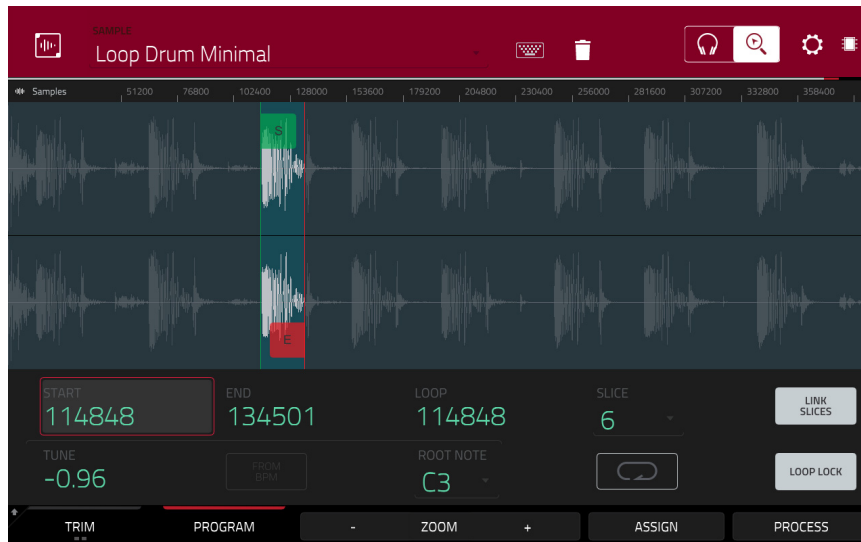 SAMPLE
Loop Drum Minimal
Samples 51200 76800 102400 128000 153600 179200 204800 230400 256000 281600 307200 332800 358400
S
E
START END LOOP SLICE
114848 134501 114848 6
LINK SLICES
TUNE ROOT NOTE
-0.96 FROM BPM C3
LOOP LOCK
TRIM PROGRAM - ZOOM + ASSIGN PROCESS